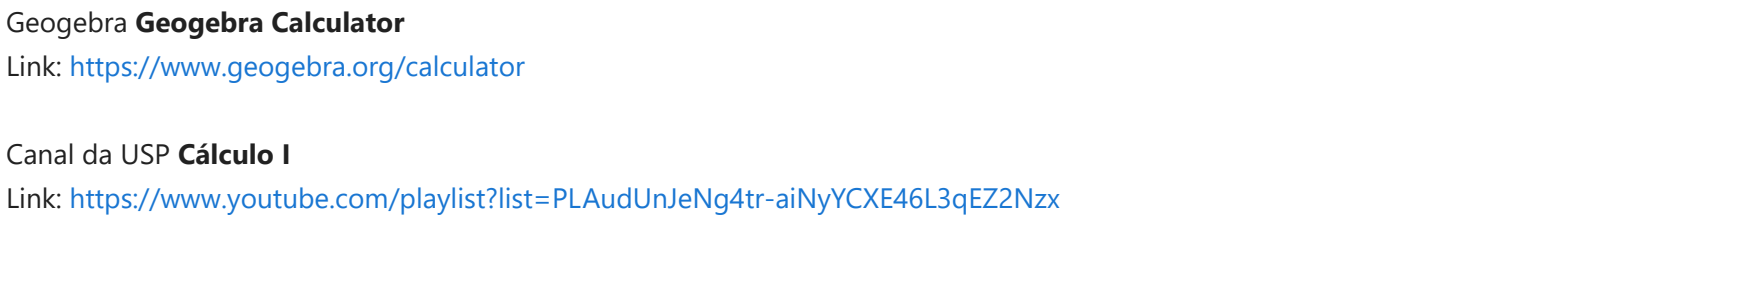 Geogebra Geogebra Calculator
Link: https://www.geogebra.org/calculator
Canal da USP Cálculo I
Link: https://www.youtube.com/playlist?list=PLAudUnJeNg4tr-aiNyYCXE46L3qEZ2Nzx